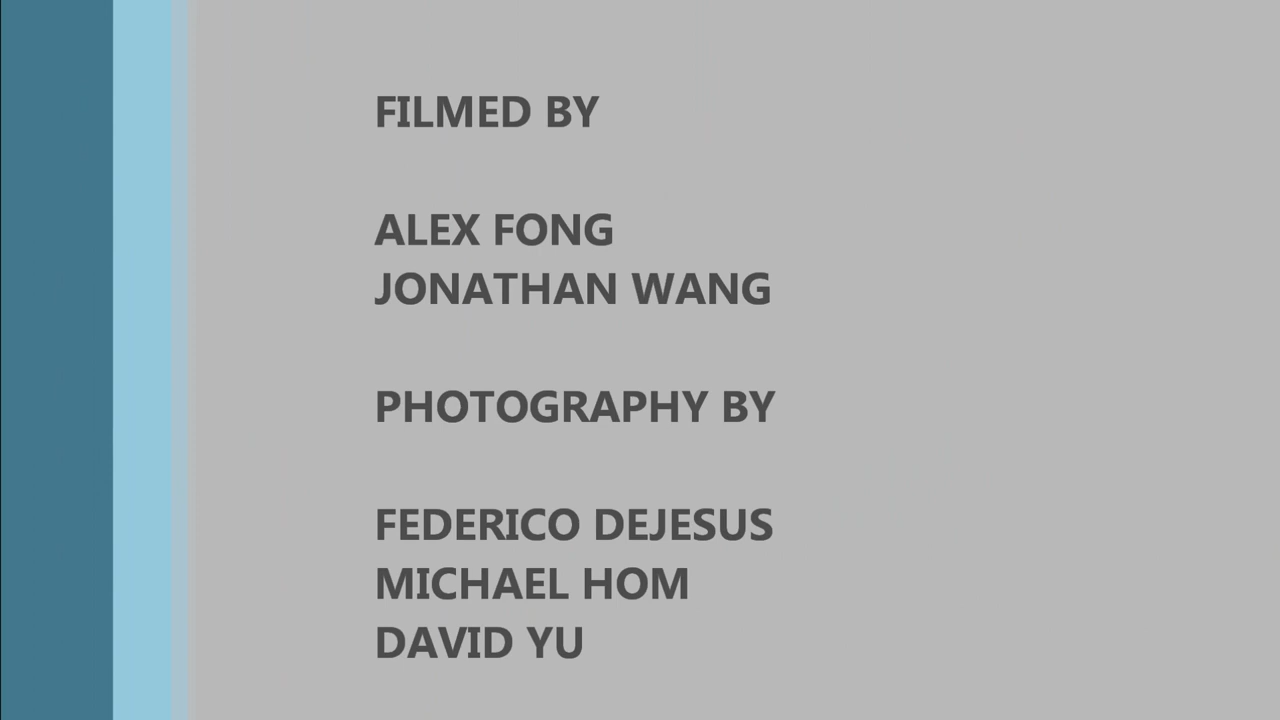 FILMED BY
ALEX FONG
JONATHAN WANG
PHOTOGRAPHY BY
FEDERICO DEJESUS
MICHAEL HOM
DAVID YU